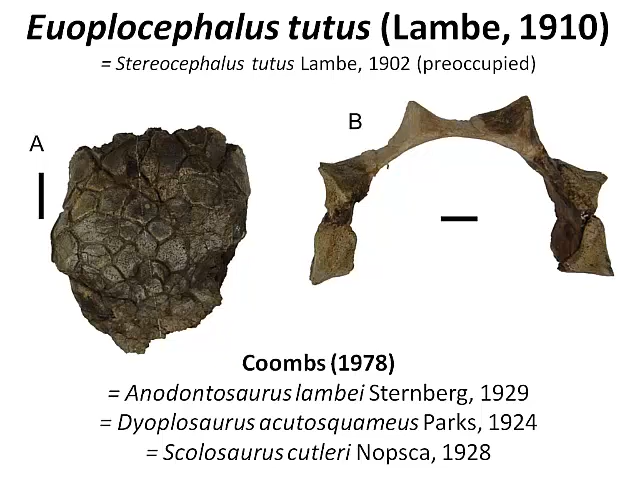 Euoplocephalus tutus (Lambe, 1910)
= Stereocephalus tutus Lambe, 1902 (preoccupied)
A
B
Coombs (1978)
= Anodontosaurus lambei Sternberg, 1929
= Dyoplosaurus acutosquameus Parks, 1924
= Scolosaurus cutleri Nopsca, 1928